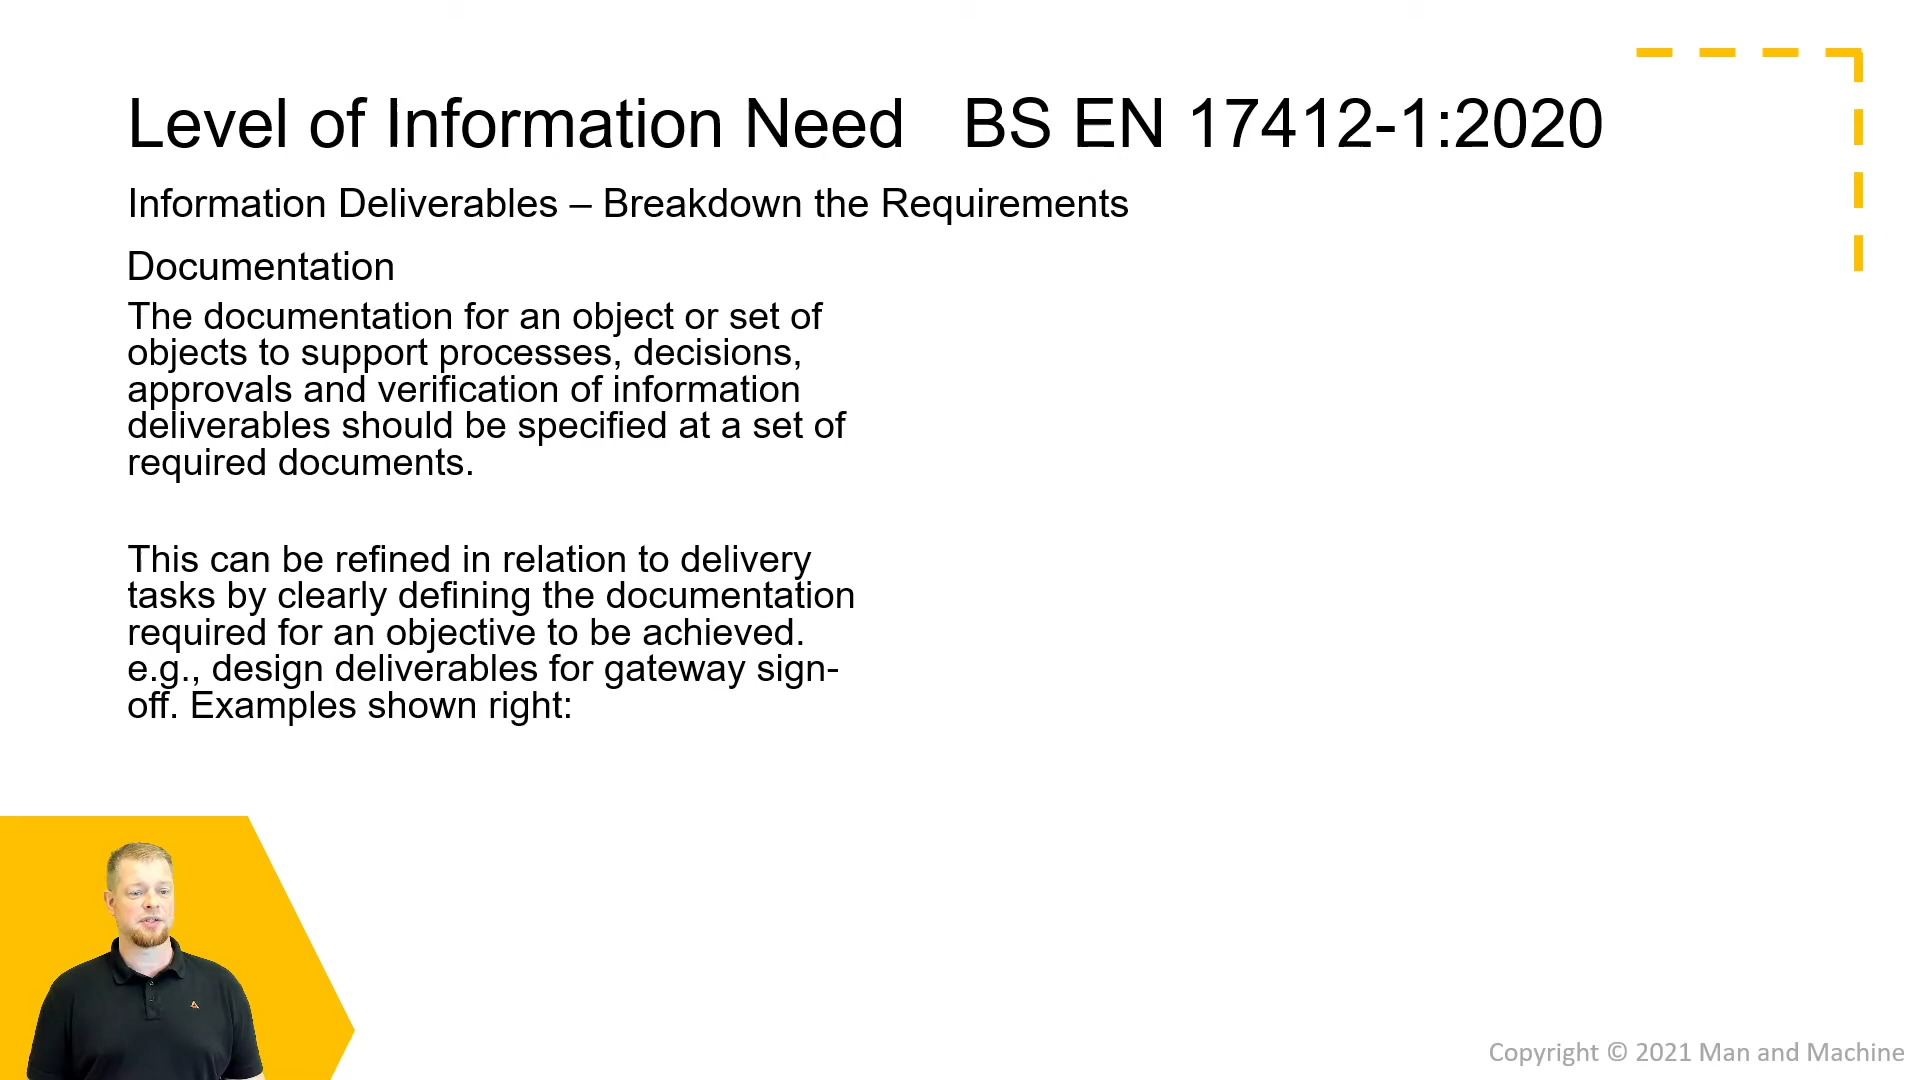 Level of Information Need   BS EN 17412-1:2020
Information Deliverables – Breakdown the Requirements
Documentation
The documentation for an object or set of
objects to support processes, decisions,
approvals and verification of information
deliverables should be specified at a set of
required documents.
This can be refined in relation to delivery
tasks by clearly defining the documentation
required for an objective to be achieved.
e.g., design deliverables for gateway sign-
off. Examples shown right:
Copyright © 2021 Man and Machine